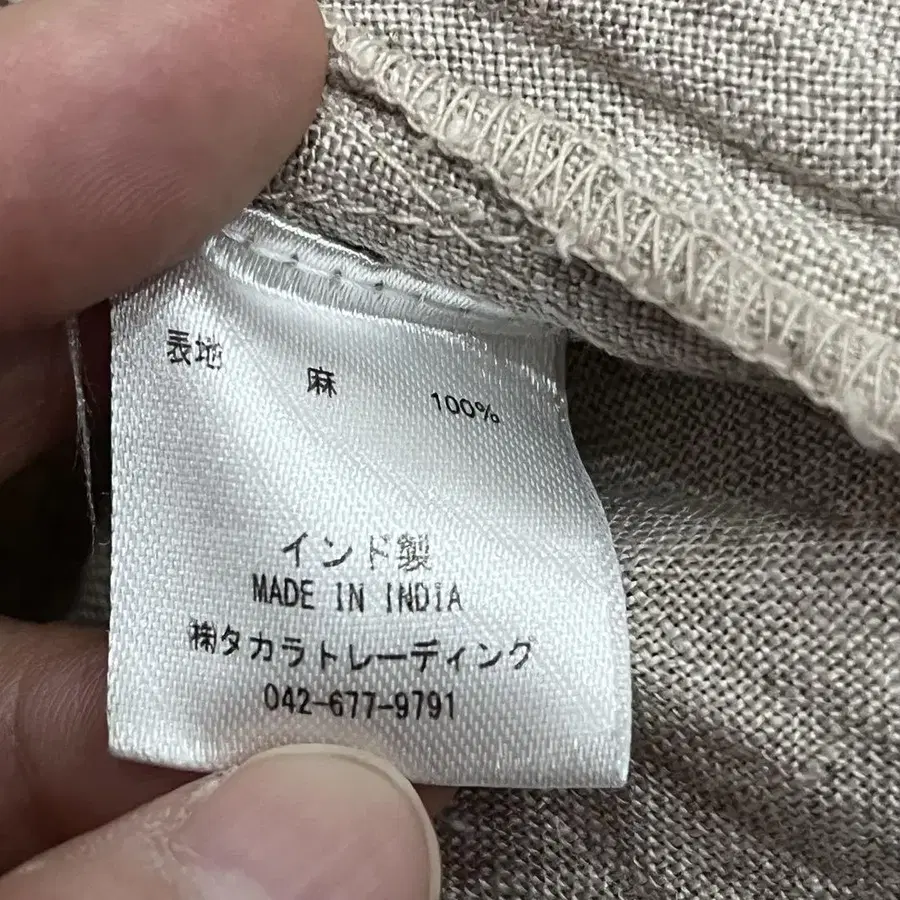 表地 麻 100%
インド製
MADE IN INDIA
㈱タカラトレーディング
042-677-9791